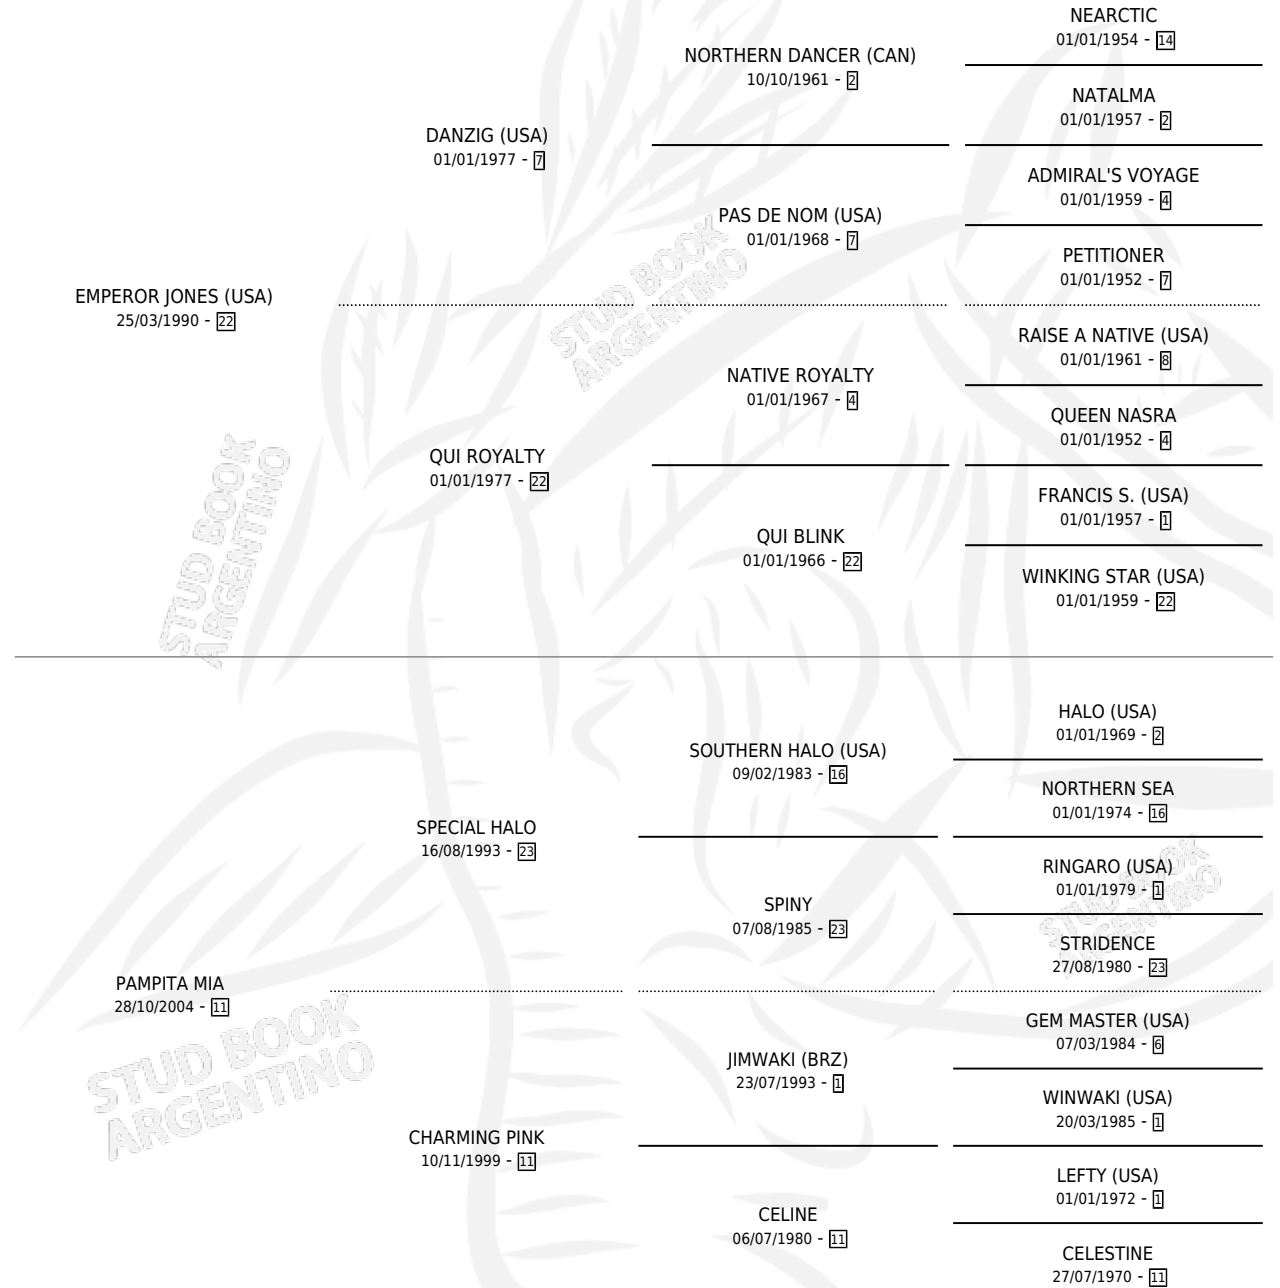 NEARCTIC
01/01/1954 - 14
NORTHERN DANCER (CAN)
10/10/1961 - 2
NATALMA
01/01/1957 - 2
DANZIG (USA)
01/01/1977 - 7
ADMIRAL'S VOYAGE
01/01/1959 - 4
PAS DE NOM (USA)
01/01/1968 - 7
PETITIONER
01/01/1952 - 7
EMPEROR JONES (USA)
25/03/1990 - 22
STUD BOOK
ARGENTINO
RAISE A NATIVE (USA)
01/01/1961 - 8
NATIVE ROYALTY
01/01/1967 - 4
QUEEN NASRA
01/01/1952 - 4
QUI ROYALTY
01/01/1977 - 22
FRANCIS S. (USA)
01/01/1957 - 1
QUI BLINK
01/01/1966 - 22
WINKING STAR (USA)
01/01/1959 - 22
STUD BOOK
ARGENTINO
HALO (USA)
01/01/1969 - 2
SOUTHERN HALO (USA)
09/02/1983 - 16
NORTHERN SEA
01/01/1974 - 16
SPECIAL HALO
16/08/1993 - 23
RINGARO (USA)
01/01/1979 - 1
SPINY
07/08/1985 - 23
STRIDENCE
27/08/1980 - 23
STUD BOOK
ARGENTINO
PAMPITA MIA
28/10/2004 - 11
GEM MASTER (USA)
07/03/1984 - 6
JIMWAKI (BRZ)
23/07/1993 - 1
WINWAKI (USA)
20/03/1985 - 1
STUD BOOK
ARGENTINO
CHARMING PINK
10/11/1999 - 11
LEFTY (USA)
01/01/1972 - 1
CELINE
06/07/1980 - 11
CELESTINE
27/07/1970 - 11